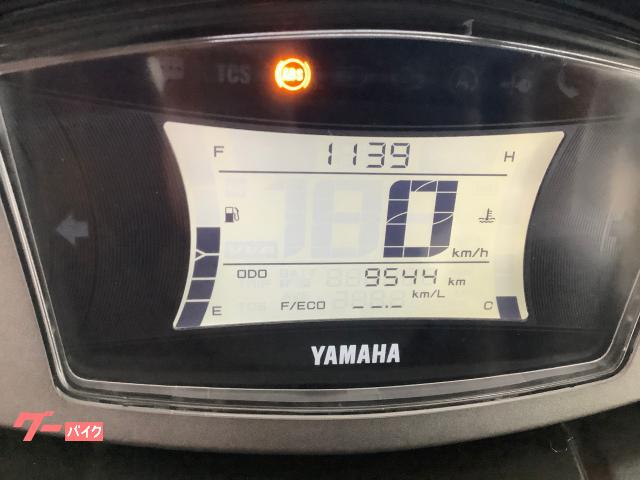 TCS ABS
F 1139 H
0
km/h
ODO 9544 km
km/L
E F/ECO _ _._ C
YAMAHA
グー バイク